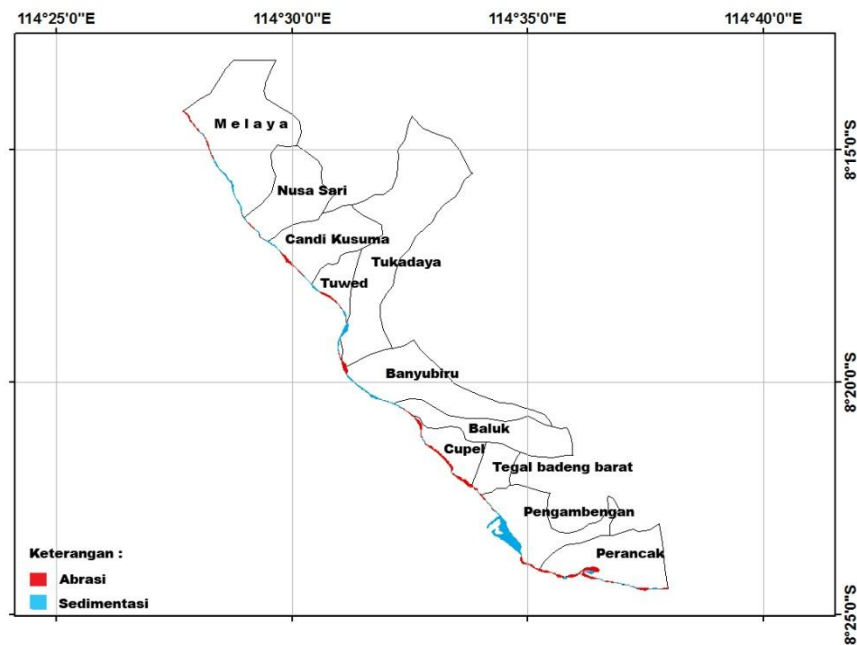 114°25'0"E 114°30'0"E 114°35'0"E 114°40'0"E
8°15'0"S
8°20'0"S
8°25'0"S
M e l a y a
Nusa Sari
Candi Kusuma
Tukadaya
Tuwed
Banyubiru
Baluk
Cupel
Tegal badeng barat
Pengambengan
Perancak
Keterangan :
Abrasi
Sedimentasi